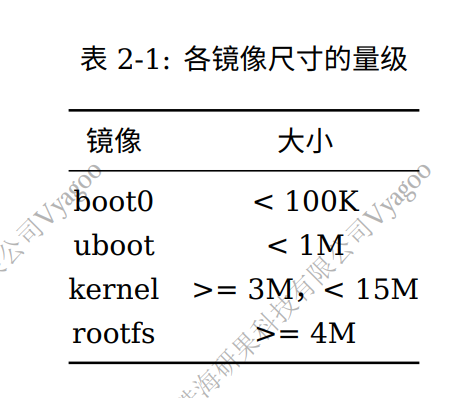 表 2-1: 各镜像尺寸的量级
镜像 大小
boot0 < 100K
uboot < 1M
kernel >= 3M，< 15M
rootfs >= 4M
限公司Vyagoo
珠海研果科技有限公司Vyagoo